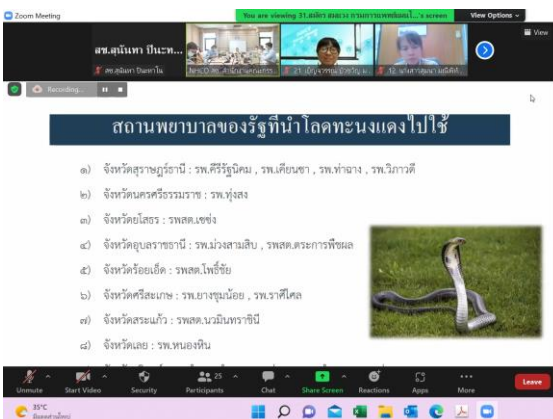 Zoom Meeting
You are viewing 31.อลิศรา สระแวง กรมการแพทย์แผนไ...'s screen
View Options
View
สช.สุนันทา ปิ่นะท...
Recording...
สถานพยาบาลของรัฐที่นำโลดทะนงแดงไปใช้
๑) จังหวัดสุราษฎร์ธานี : รพ.คีรีรัฐนิคม , รพ.เคียนซา , รพ.ท่าฉาง , รพ.วิภาวดี
๒) จังหวัดนครศรีธรรมราช : รพ.ทุ่งสง
๓) จังหวัดยโสธร : รพสต.เซซ่ง
๔) จังหวัดอุบลราชธานี : รพ.ม่วงสามสิบ , รพสต.ตระการพืชผล
๕) จังหวัดร้อยเอ็ด : รพสต.โพธิ์ชัย
๖) จังหวัดศรีสะเกษ : รพ.ยางชุมน้อย , รพ.ราศีไศล
๗) จังหวัดสระแก้ว : รพสต.นวมินทราชินี
๘) จังหวัดเลย : รพ.หนองหิน
Unmute
Start Video
Security
Participants
25
Chat
Share Screen
Reactions
Apps
More
Leave
35°C